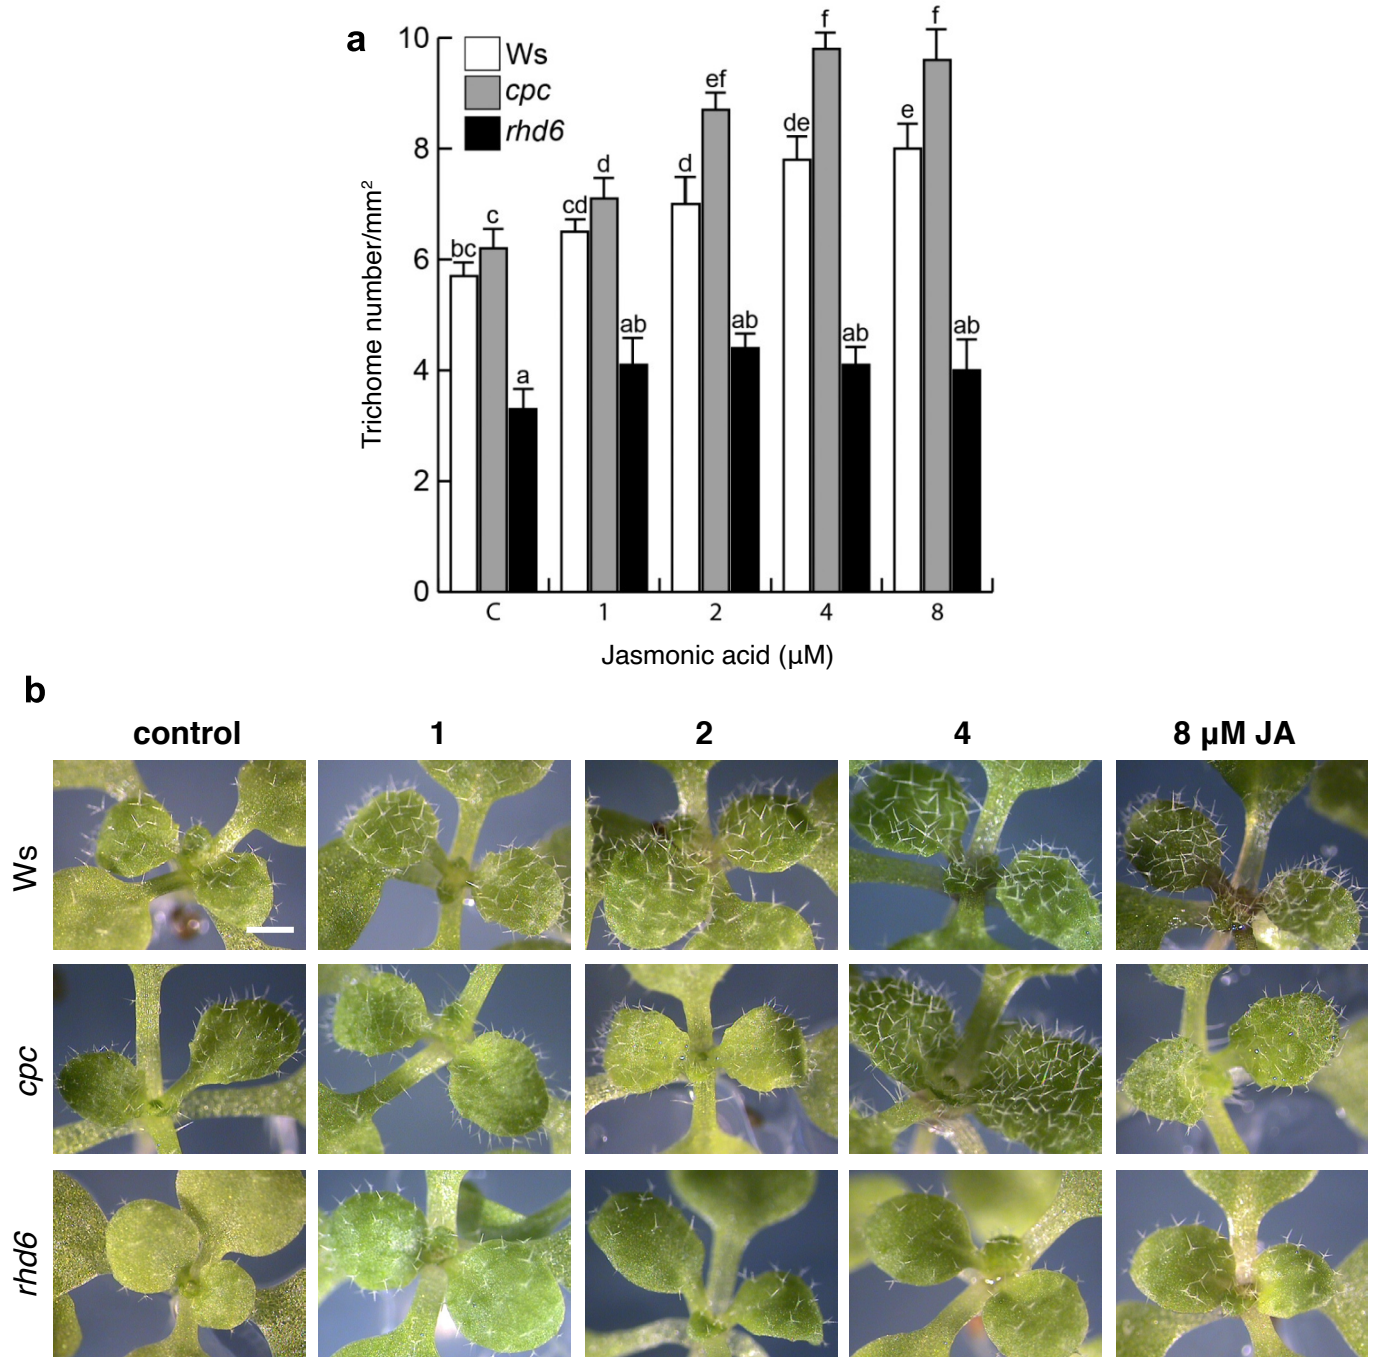 a
10
8
6
4
2
0
Ws
cpc
rhd6
Trichome number/mm²
bc
c
a
cd
d
ab
d
ef
ab
de
f
ab
e
f
ab
C 1 2 4 8
Jasmonic acid (µM)
b
control 1 2 4 8 µM JA
Ws
cpc
rhd6